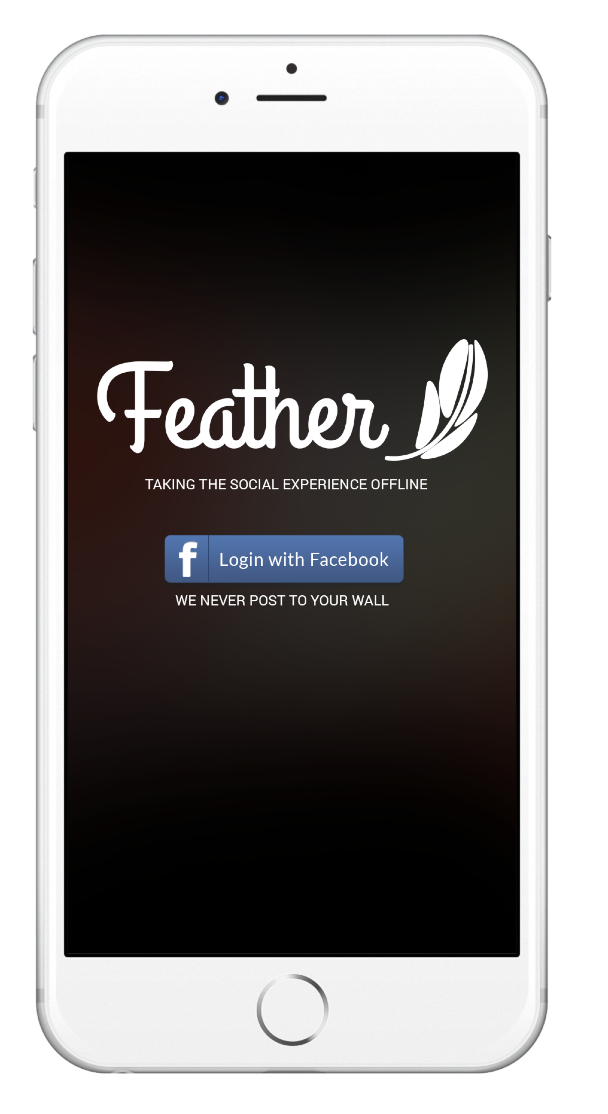 Feather
TAKING THE SOCIAL EXPERIENCE OFFLINE
f Login with Facebook
WE NEVER POST TO YOUR WALL